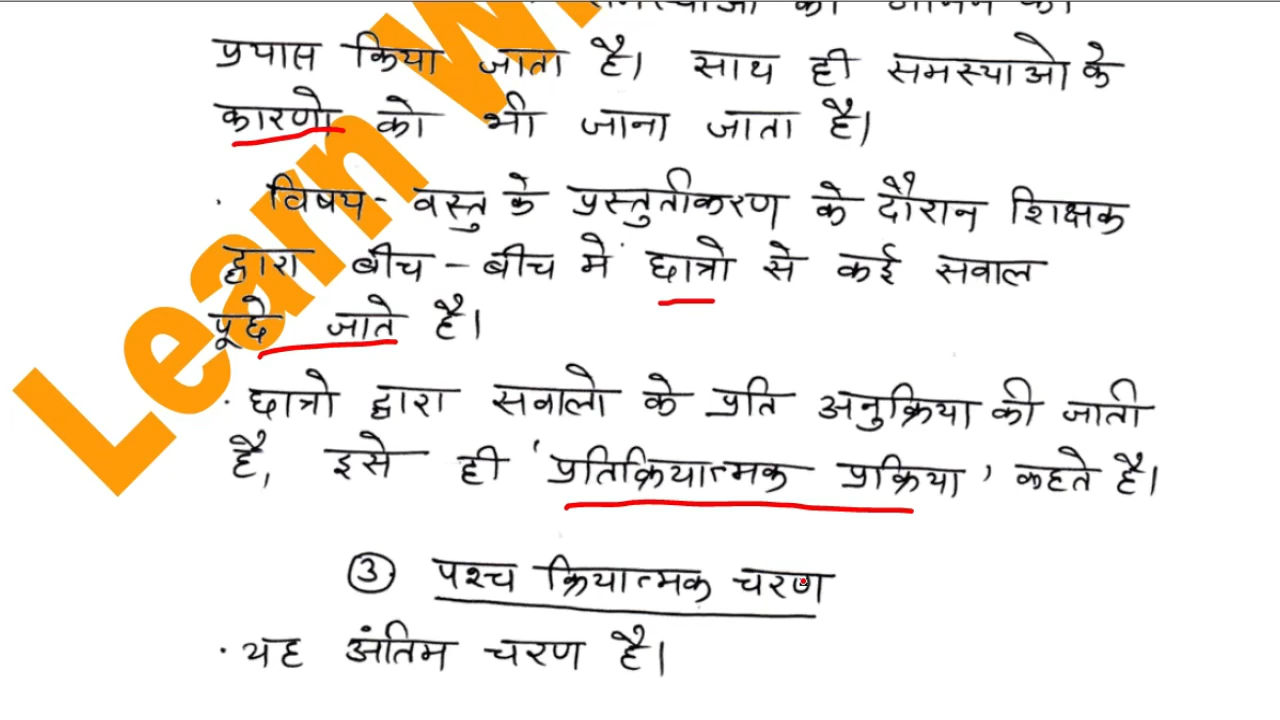 प्रयास किया जाता है। साथ ही समस्याओ के
कारणो को भी जाना जाता है।
· विषय-वस्तु के प्रस्तुतीकरण के दौरान शिक्षक
द्वारा बीच-बीच में छात्रो से कई सवाल
पूछे जाते है।
· छात्रो द्वारा सवालो के प्रति अनुक्रिया की जाती
है, इसे ही 'प्रतिक्रियात्मक प्रक्रिया' कहते है।
③ पश्च क्रियात्मक चरण
· यह अंतिम चरण है।
Learn W